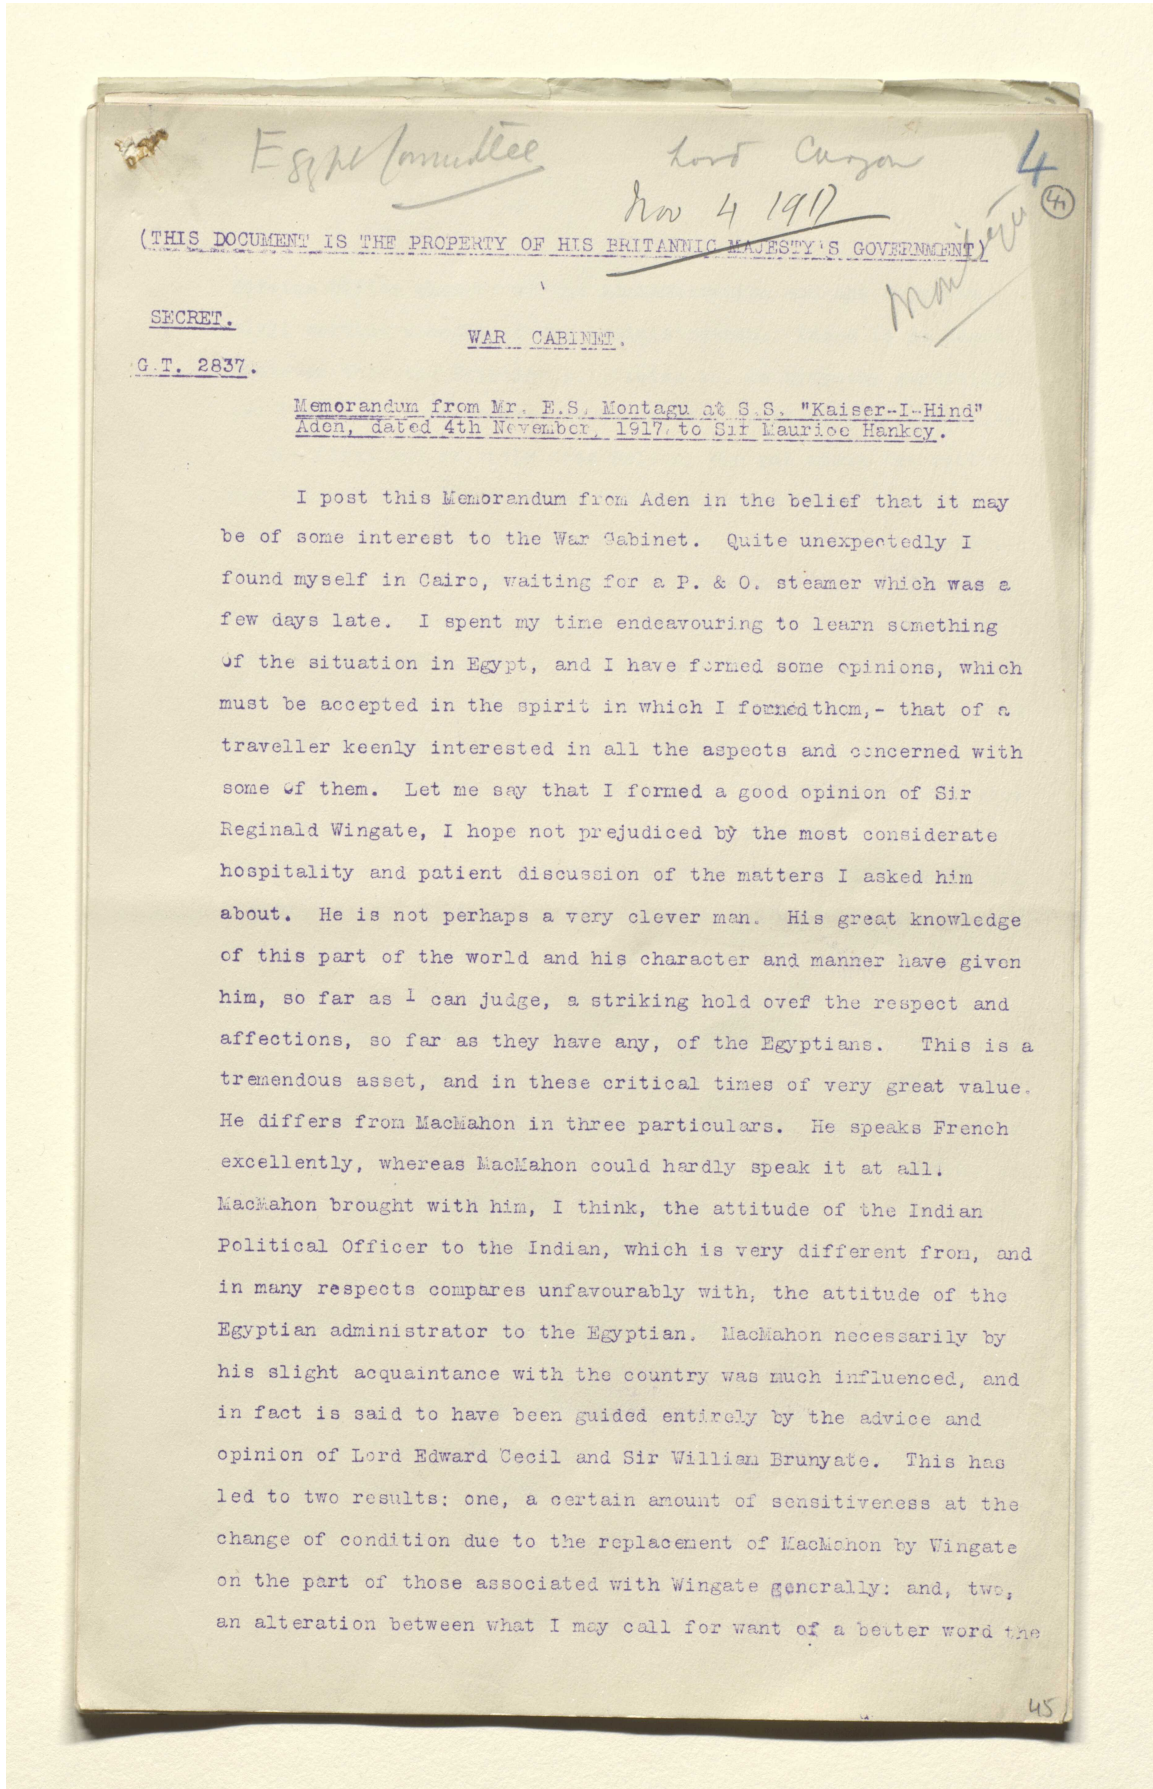 Egypt Committee
Lord Curzon
4
Nov 4 1917
41
Montagu
(THIS DOCUMENT IS THE PROPERTY OF HIS BRITANNIC MAJESTY'S GOVERNMENT)
SECRET.
WAR CABINET.
G.T. 2837.
Memorandum from Mr. E.S. Montagu at S.S. "Kaiser-I-Hind"
Aden, dated 4th November, 1917 to Sir Maurice Hankey.
I post this Memorandum from Aden in the belief that it may
be of some interest to the War Cabinet. Quite unexpectedly I
found myself in Cairo, waiting for a P. & O. steamer which was a
few days late. I spent my time endeavouring to learn something
of the situation in Egypt, and I have formed some opinions, which
must be accepted in the spirit in which I formed them,- that of a
traveller keenly interested in all the aspects and concerned with
some of them. Let me say that I formed a good opinion of Sir
Reginald Wingate, I hope not prejudiced by the most considerate
hospitality and patient discussion of the matters I asked him
about. He is not perhaps a very clever man. His great knowledge
of this part of the world and his character and manner have given
him, so far as I can judge, a striking hold over the respect and
affections, so far as they have any, of the Egyptians. This is a
tremendous asset, and in these critical times of very great value.
He differs from MacMahon in three particulars. He speaks French
excellently, whereas MacMahon could hardly speak it at all.
MacMahon brought with him, I think, the attitude of the Indian
Political Officer to the Indian, which is very different from, and
in many respects compares unfavourably with, the attitude of the
Egyptian administrator to the Egyptian. MacMahon necessarily by
his slight acquaintance with the country was much influenced, and
in fact is said to have been guided entirely by the advice and
opinion of Lord Edward Cecil and Sir William Brunyate. This has
led to two results: one, a certain amount of sensitiveness at the
change of condition due to the replacement of MacMahon by Wingate
on the part of those associated with Wingate generally: and, two,
an alteration between what I may call for want of a better word the
45